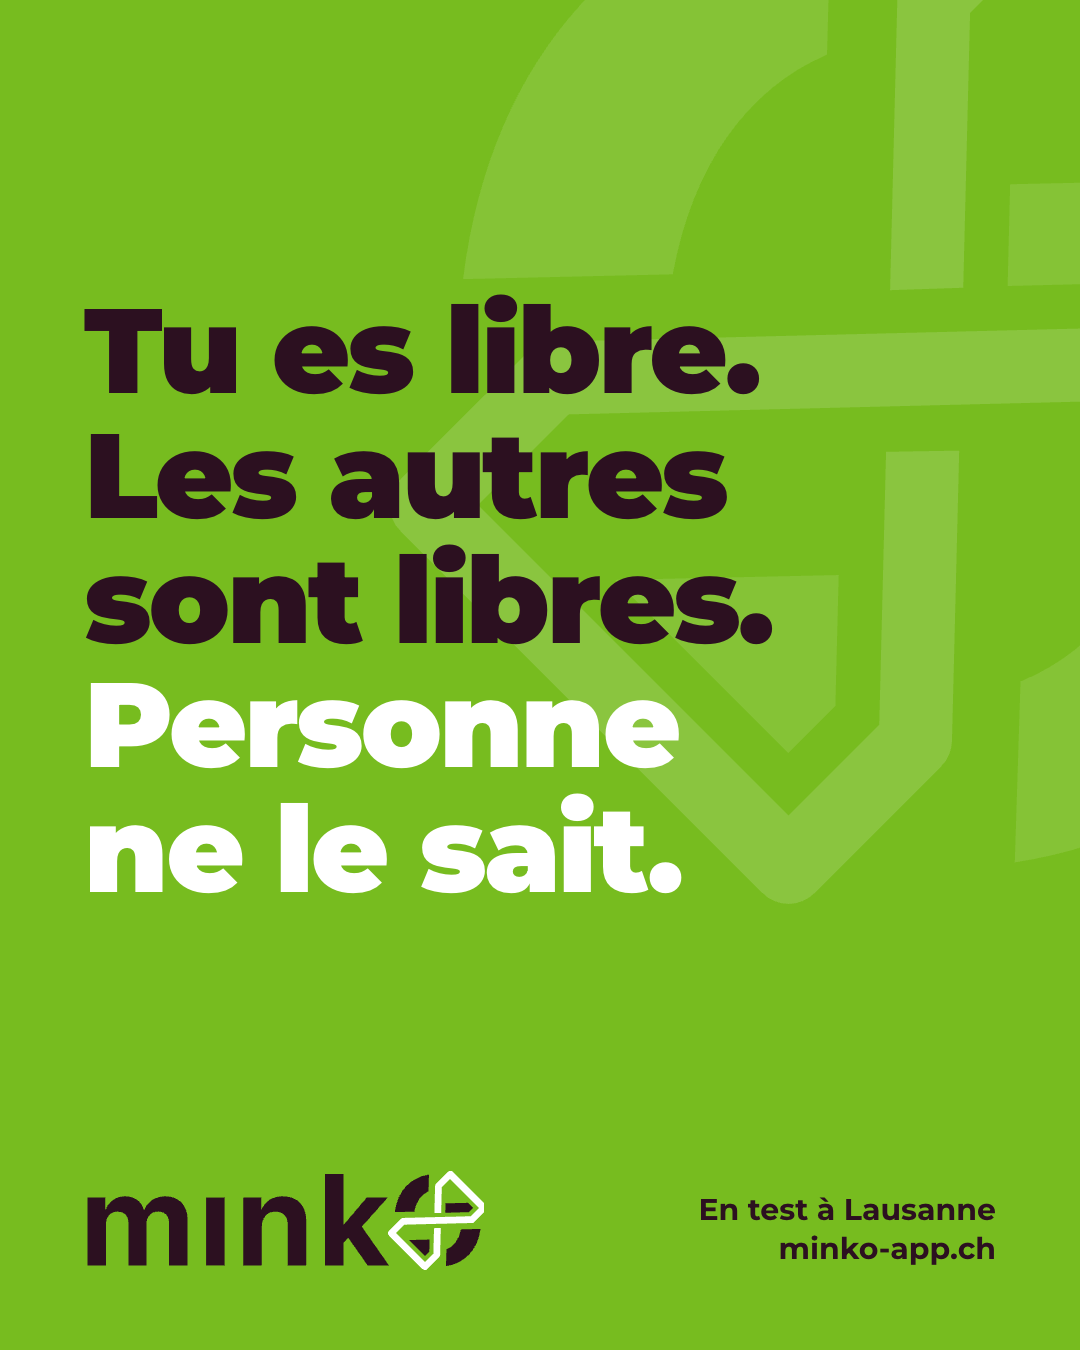 Tu es libre.
Les autres
sont libres.
Personne
ne le sait.
minko
En test à Lausanne
minko-app.ch